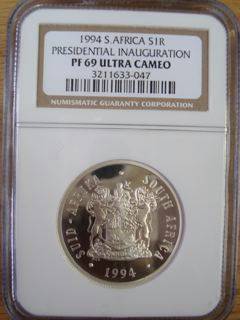 1994 S.AFRICA S1R
PRESIDENTIAL INAUGURATION
PF 69 ULTRA CAMEO
3211633-047
NUMISMATIC GUARANTY CORPORATION
SUID-AFRIKA · SOUTH AFRICA
1994